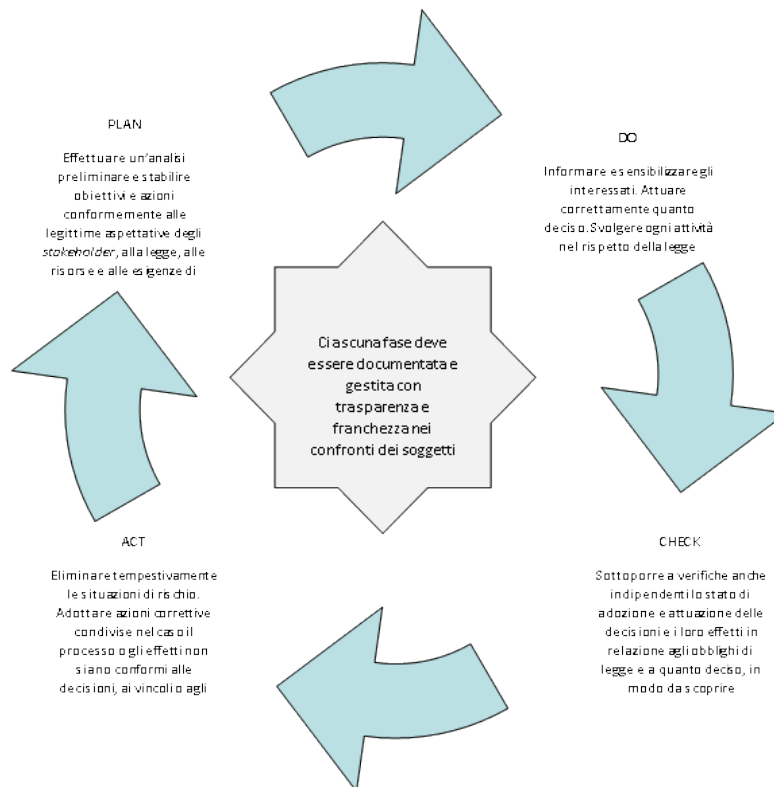 PLAN
Effettuare un'analisi
preliminare e stabilire
obiettivi e azioni
conformemente alle
legittime aspettative degli
stakeholder, alla legge, alle
risorse e alle esigenze di
DO
Informare e sensibilizzare gli
interessati. Attuare
correttamente quanto
deciso. Svolgere ogni attività
nel rispetto della legge
Ciascuna fase deve
essere documentata e
gestita con
trasparenza e
franchezza nei
confronti dei soggetti
ACT
Eliminare tempestivamente
le situazioni di rischio.
Adottare azioni correttive
condivise nel caso il
processo o gli effetti non
siano conformi alle
decisioni, ai vincoli o agli
CHECK
Sottoporre a verifiche anche
indipendenti lo stato di
adozione e attuazione delle
decisioni e i loro effetti in
relazione agli obblighi di
legge e a quanto deciso, in
modo da scoprire